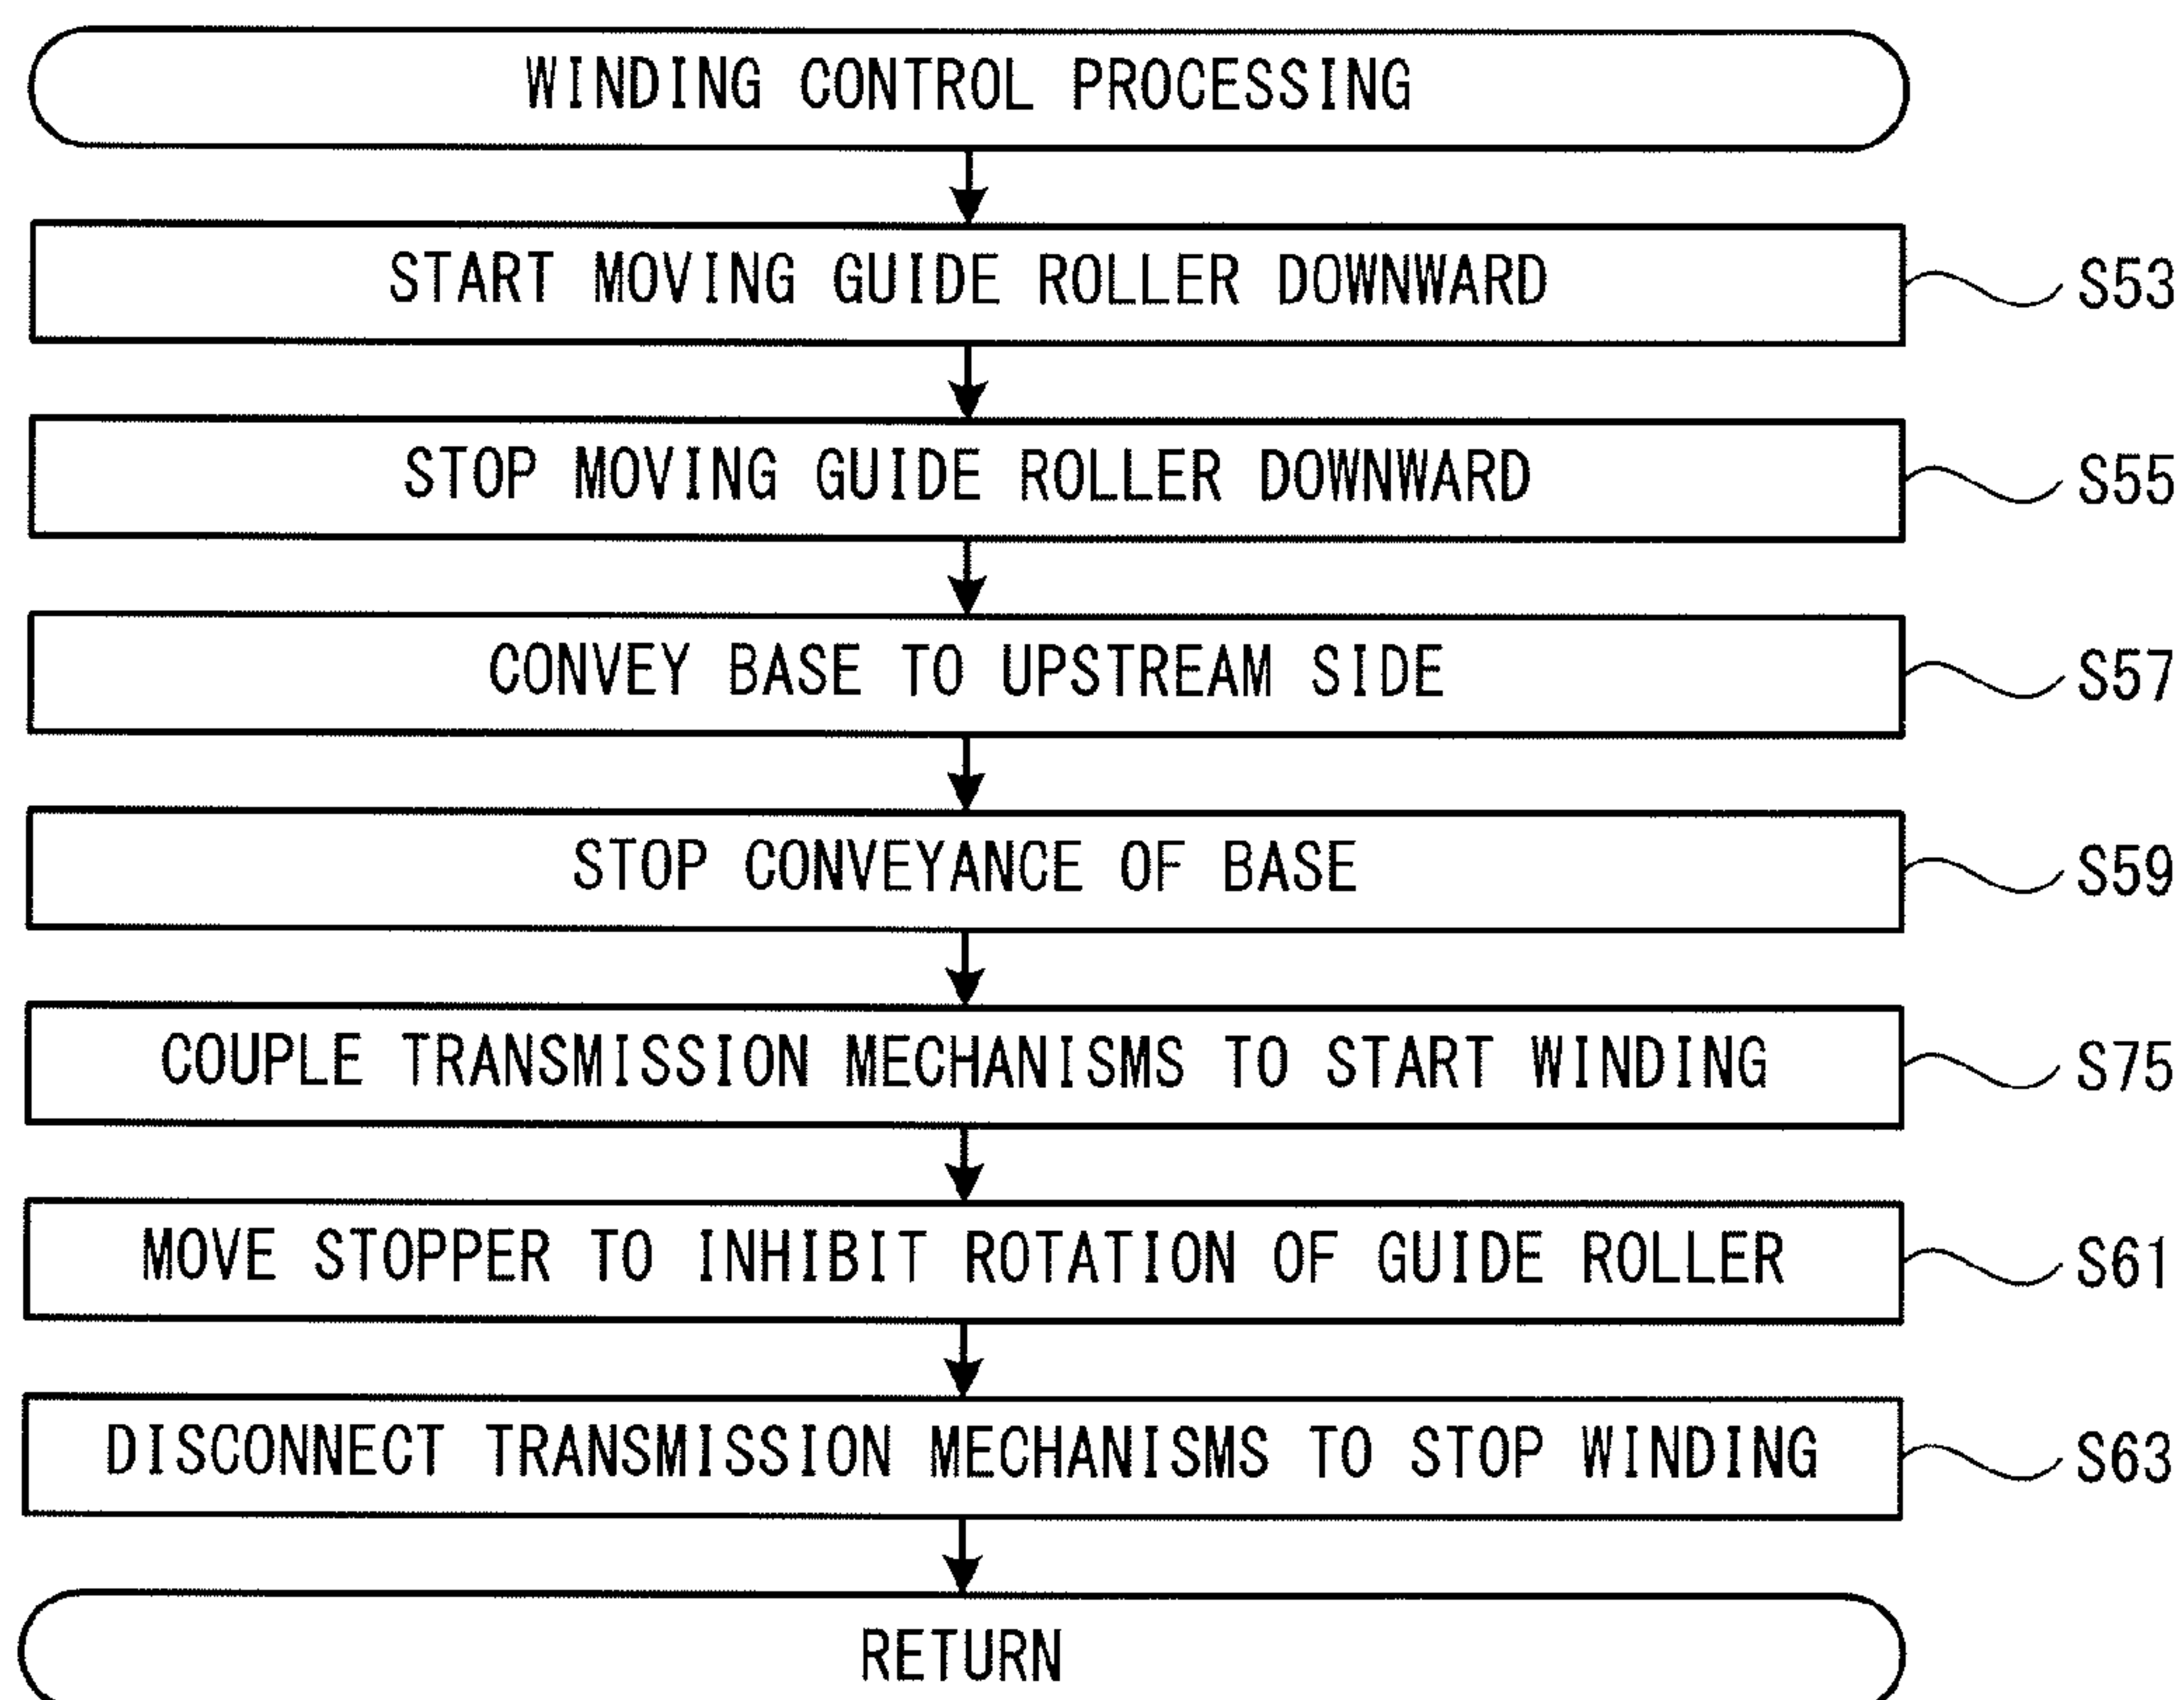 WINDING CONTROL PROCESSING
START MOVING GUIDE ROLLER DOWNWARD S53
STOP MOVING GUIDE ROLLER DOWNWARD S55
CONVEY BASE TO UPSTREAM SIDE S57
STOP CONVEYANCE OF BASE S59
COUPLE TRANSMISSION MECHANISMS TO START WINDING S75
MOVE STOPPER TO INHIBIT ROTATION OF GUIDE ROLLER S61
DISCONNECT TRANSMISSION MECHANISMS TO STOP WINDING S63
RETURN